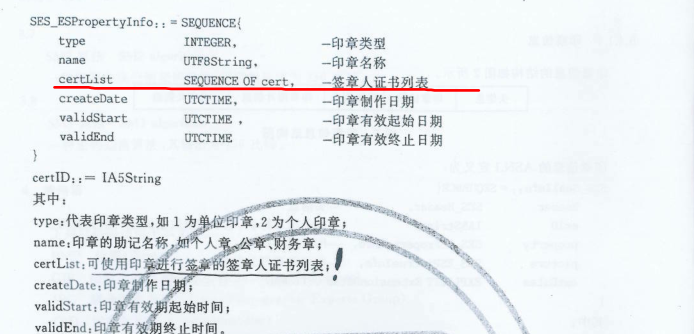 SES_ESPropertyInfo::=SEQUENCE{
type INTEGER, —印章类型
name UTF8String, —印章名称
certList SEQUENCE OF cert, —签章人证书列表
createDate UTCTIME, —印章制作日期
validStart UTCTIME , —印章有效起始日期
validEnd UTCTIME —印章有效终止日期
}
certID::= IA5String
其中:
type:代表印章类型,如1为单位印章,2为个人印章;
name:印章的助记名称,如个人章、公章、财务章;
certList:可使用印章进行签章的签章人证书列表;!
createDate:印章制作日期;
validStart:印章有效期起始时间;
validEnd:印章有效期终止时间。